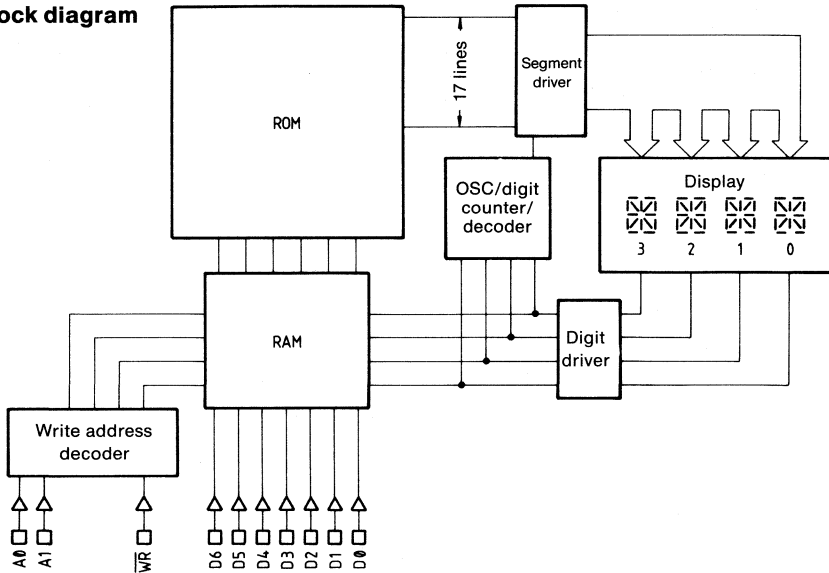 ock diagram
ROM
17 lines
Segment
driver
OSC/digit
counter/
decoder
Display
3 2 1 0
RAM
Digit
driver
Write address
decoder
A0 A1 W̅R̅ D6 D5 D4 D3 D2 D1 D0